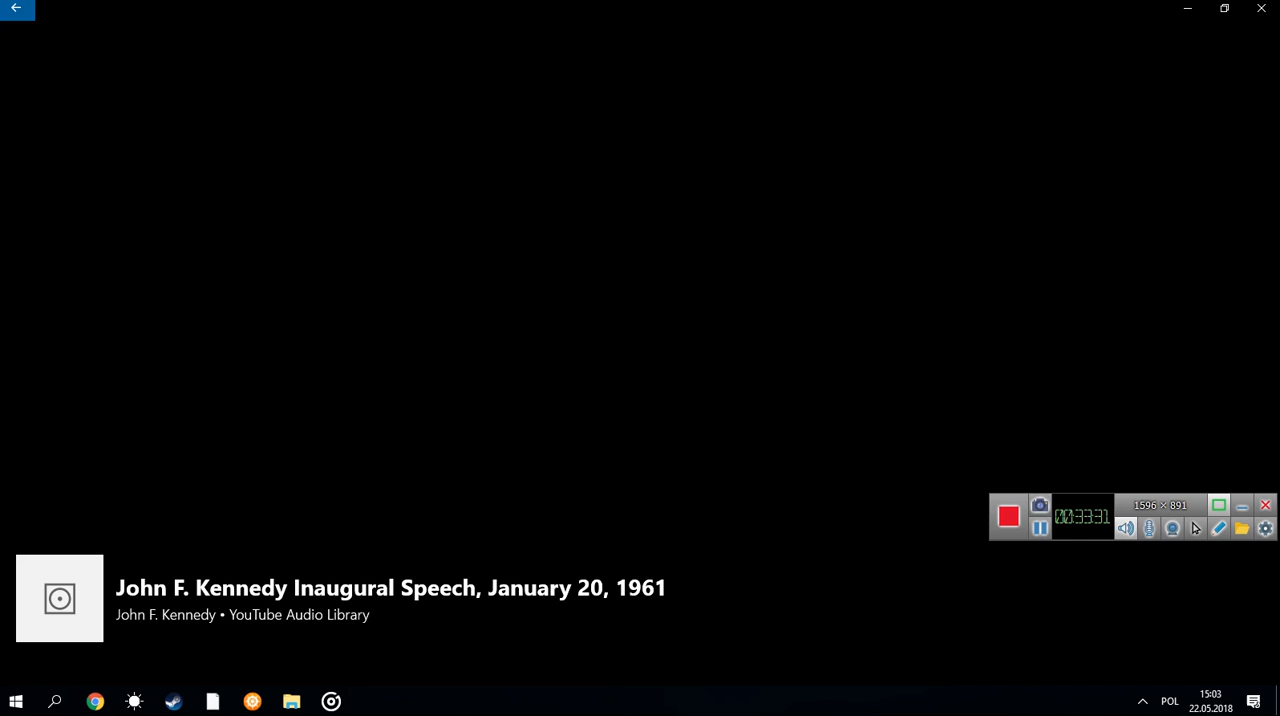 1596 × 891
00:33:31
John F. Kennedy Inaugural Speech, January 20, 1961
John F. Kennedy • YouTube Audio Library
POL
15:03
22.05.2018